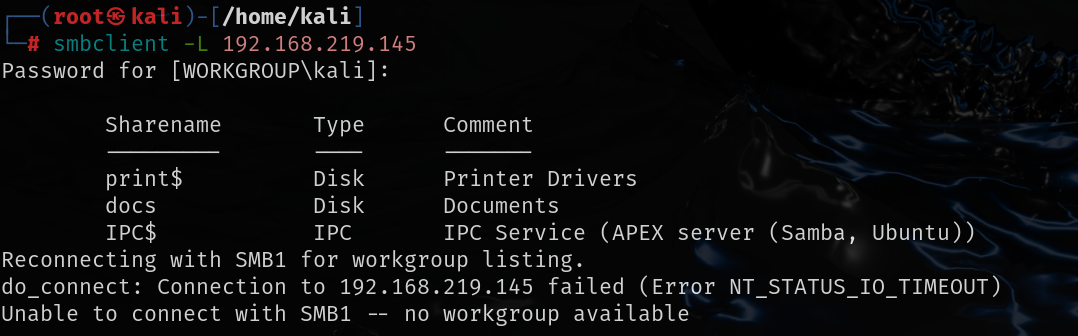 ┌──(root㉿kali)-[/home/kali]
└─# smbclient -L 192.168.219.145
Password for [WORKGROUP\kali]:
Sharename Type Comment
--------- ---- -------
print$ Disk Printer Drivers
docs Disk Documents
IPC$ IPC IPC Service (APEX server (Samba, Ubuntu))
Reconnecting with SMB1 for workgroup listing.
do_connect: Connection to 192.168.219.145 failed (Error NT_STATUS_IO_TIMEOUT)
Unable to connect with SMB1 -- no workgroup available